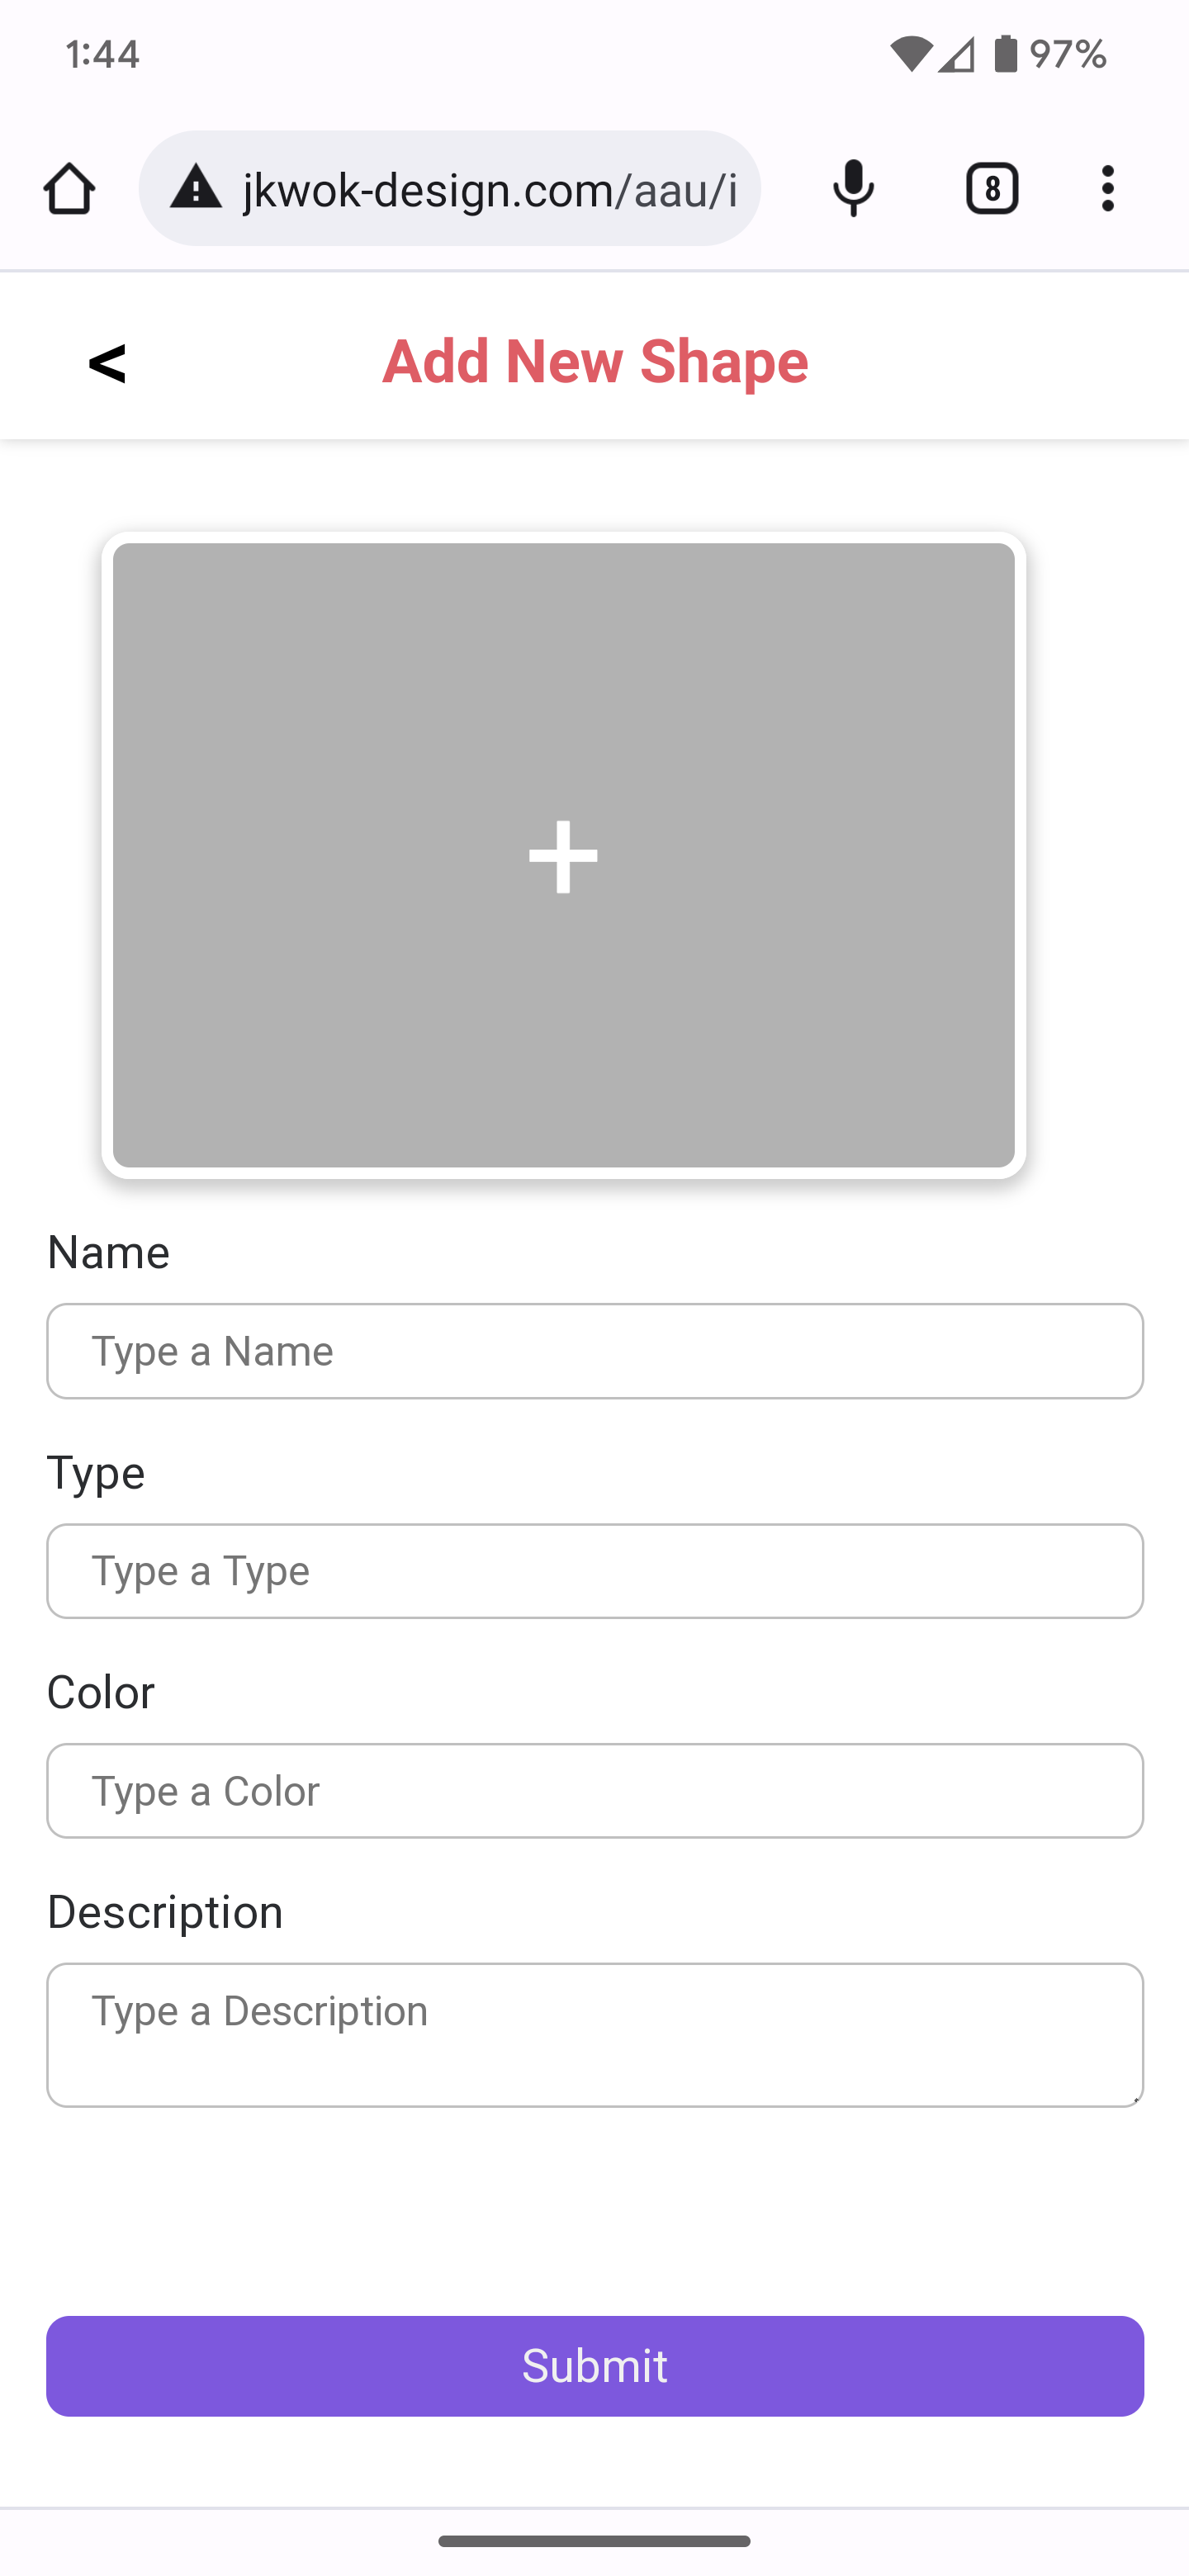 1:44
97%
jkwok-design.com/aau/i
8
< Add New Shape
+
Name
Type a Name
Type
Type a Type
Color
Type a Color
Description
Type a Description
Submit